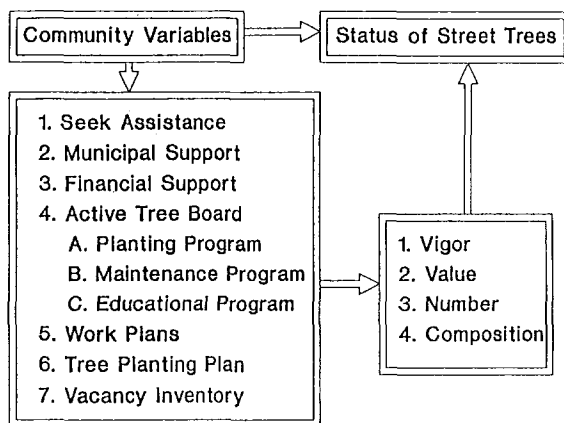 Community Variables
Status of Street Trees
1. Seek Assistance
2. Municipal Support
3. Financial Support
4. Active Tree Board
A. Planting Program
B. Maintenance Program
C. Educational Program
5. Work Plans
6. Tree Planting Plan
7. Vacancy Inventory
1. Vigor
2. Value
3. Number
4. Composition